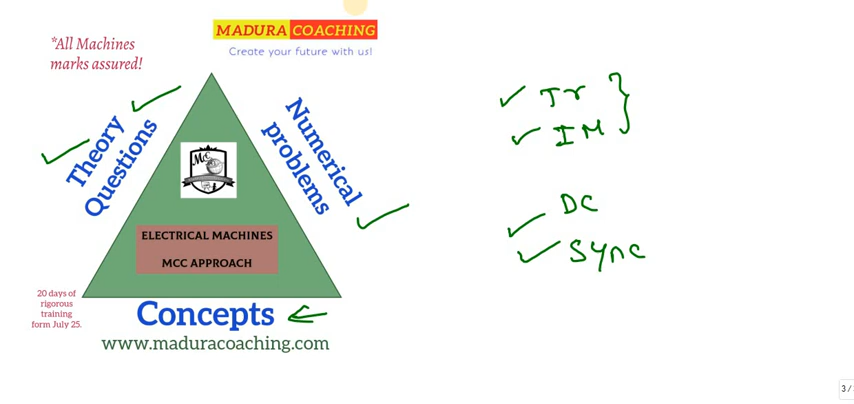 MADURA COACHING
Create your future with us!
*All Machines
marks assured!
Theory
Questions
Numerical
problems
Mc
ELECTRICAL MACHINES
MCC APPROACH
20 days of
rigorous
training
form July 25.
Concepts
www.maduracoaching.com
Tr
IM
DC
Sync
3/